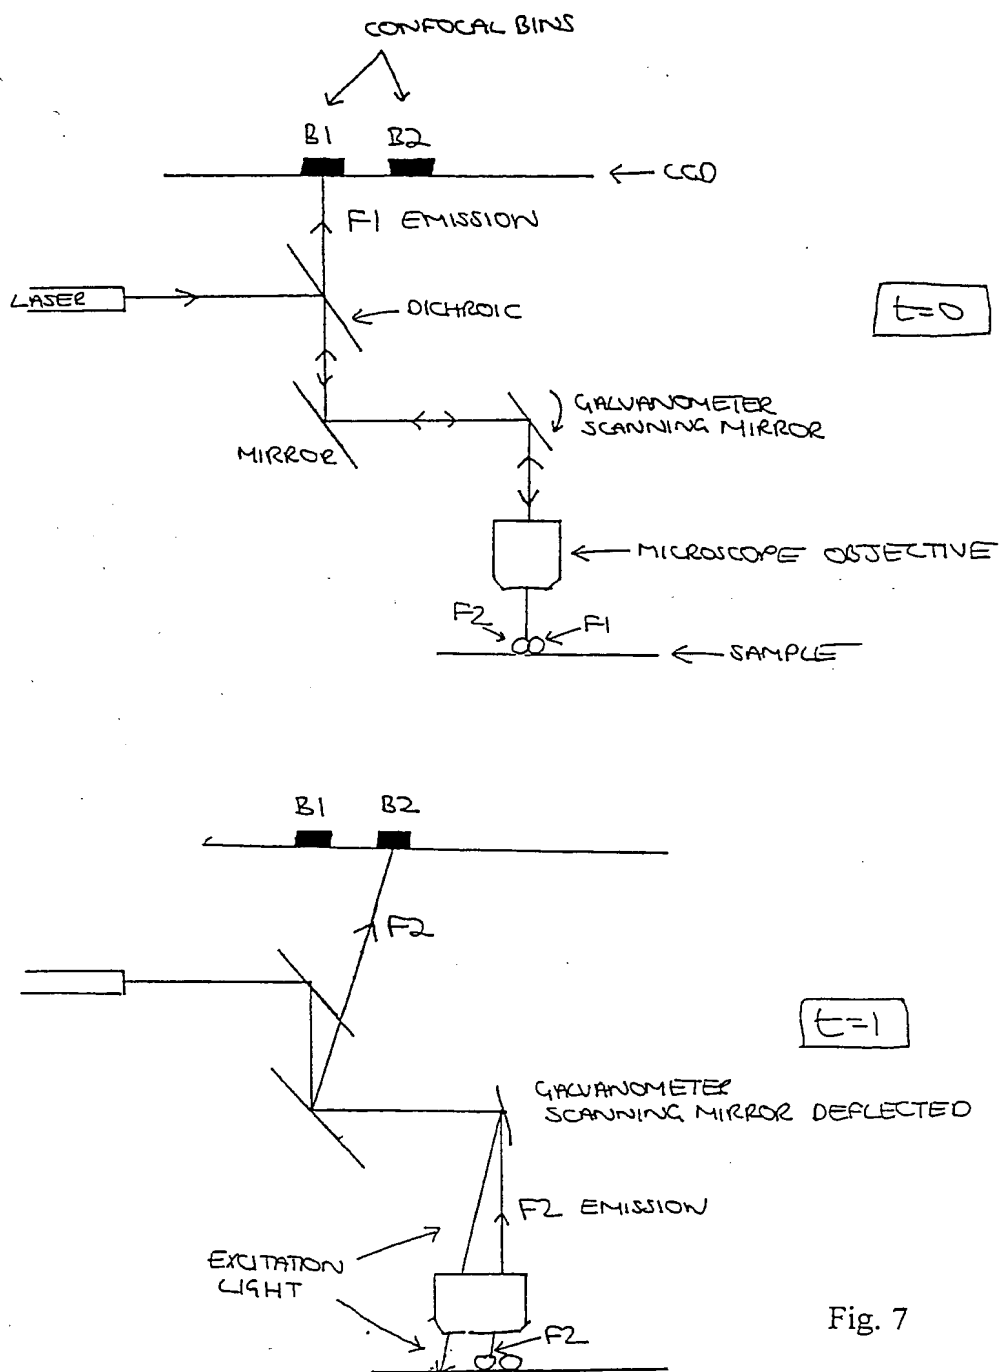 CONFOCAL BINS
B1 B2
CCD
F1 EMISSION
LASER
DICHROIC
t=0
GALVANOMETER
SCANNING MIRROR
MIRROR
MICROSCOPE OBJECTIVE
F2 F1
SAMPLE
B1 B2
F2
t=1
GALVANOMETER
SCANNING MIRROR DEFLECTED
F2 EMISSION
EXCITATION
LIGHT
F2
Fig. 7